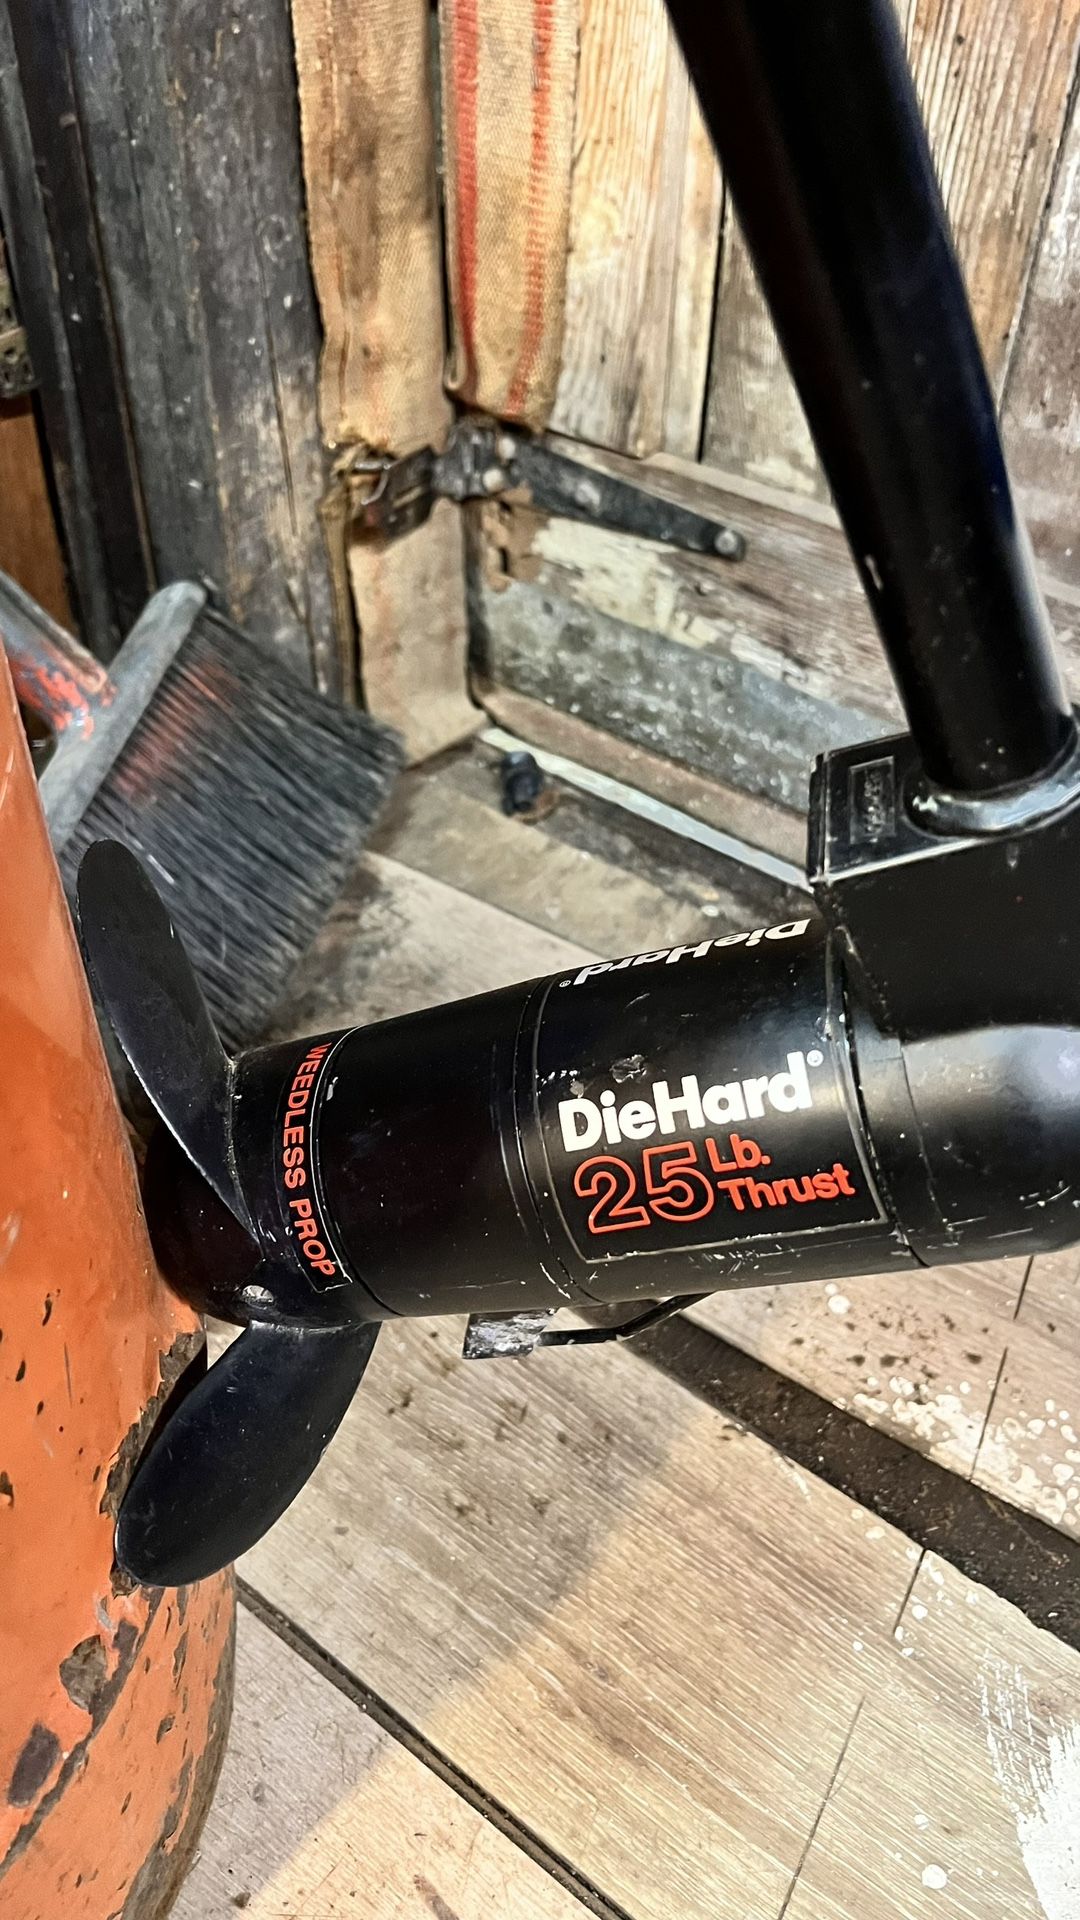 DieHard®
DieHard®
25 Lb.
Thrust
WEEDLESS PROP